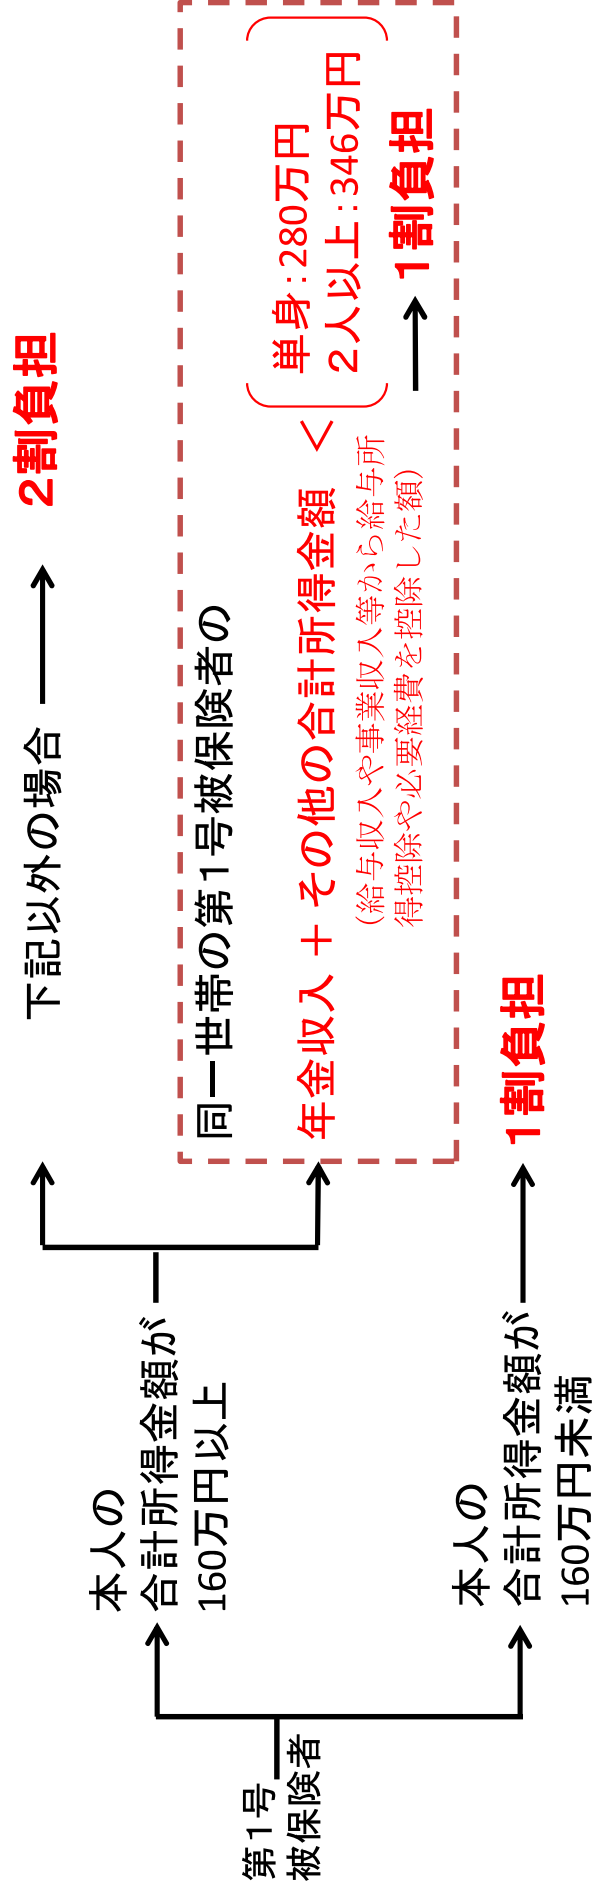 第１号
被保険者
本人の
合計所得金額が
160万円以上
下記以外の場合
２割負担
同一世帯の第１号被保険者の
年金収入 ＋ その他の合計所得金額 ＜
単身：280万円
２人以上：346万円
（給与収入や事業収入等から給与所
得控除や必要経費を控除した額）
１割負担
本人の
合計所得金額が
160万円未満
１割負担